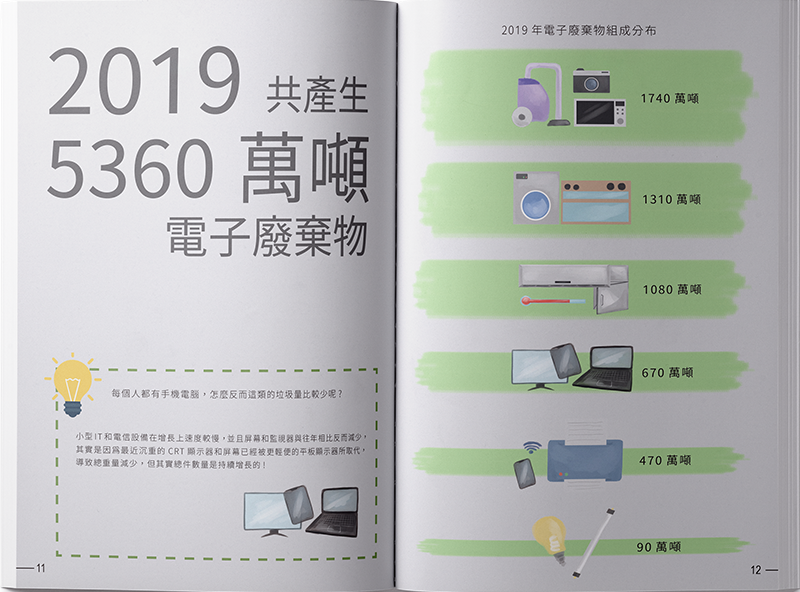 2019 共產生
5360 萬噸
電子廢棄物
每個人都有手機電腦，怎麼反而這類的垃圾量比較少呢？
小型IT和電信設備在增長上速度較慢，並且屏幕和監視器與往年相比反而減少，
其實是因為最近沉重的 CRT 顯示器和屏幕已經被更輕便的平板顯示器所取代，
導致總重量減少，但其實總件數量是持續增長的！
11
2019 年電子廢棄物組成分布
1740 萬噸
1310 萬噸
1080 萬噸
670 萬噸
470 萬噸
90 萬噸
12